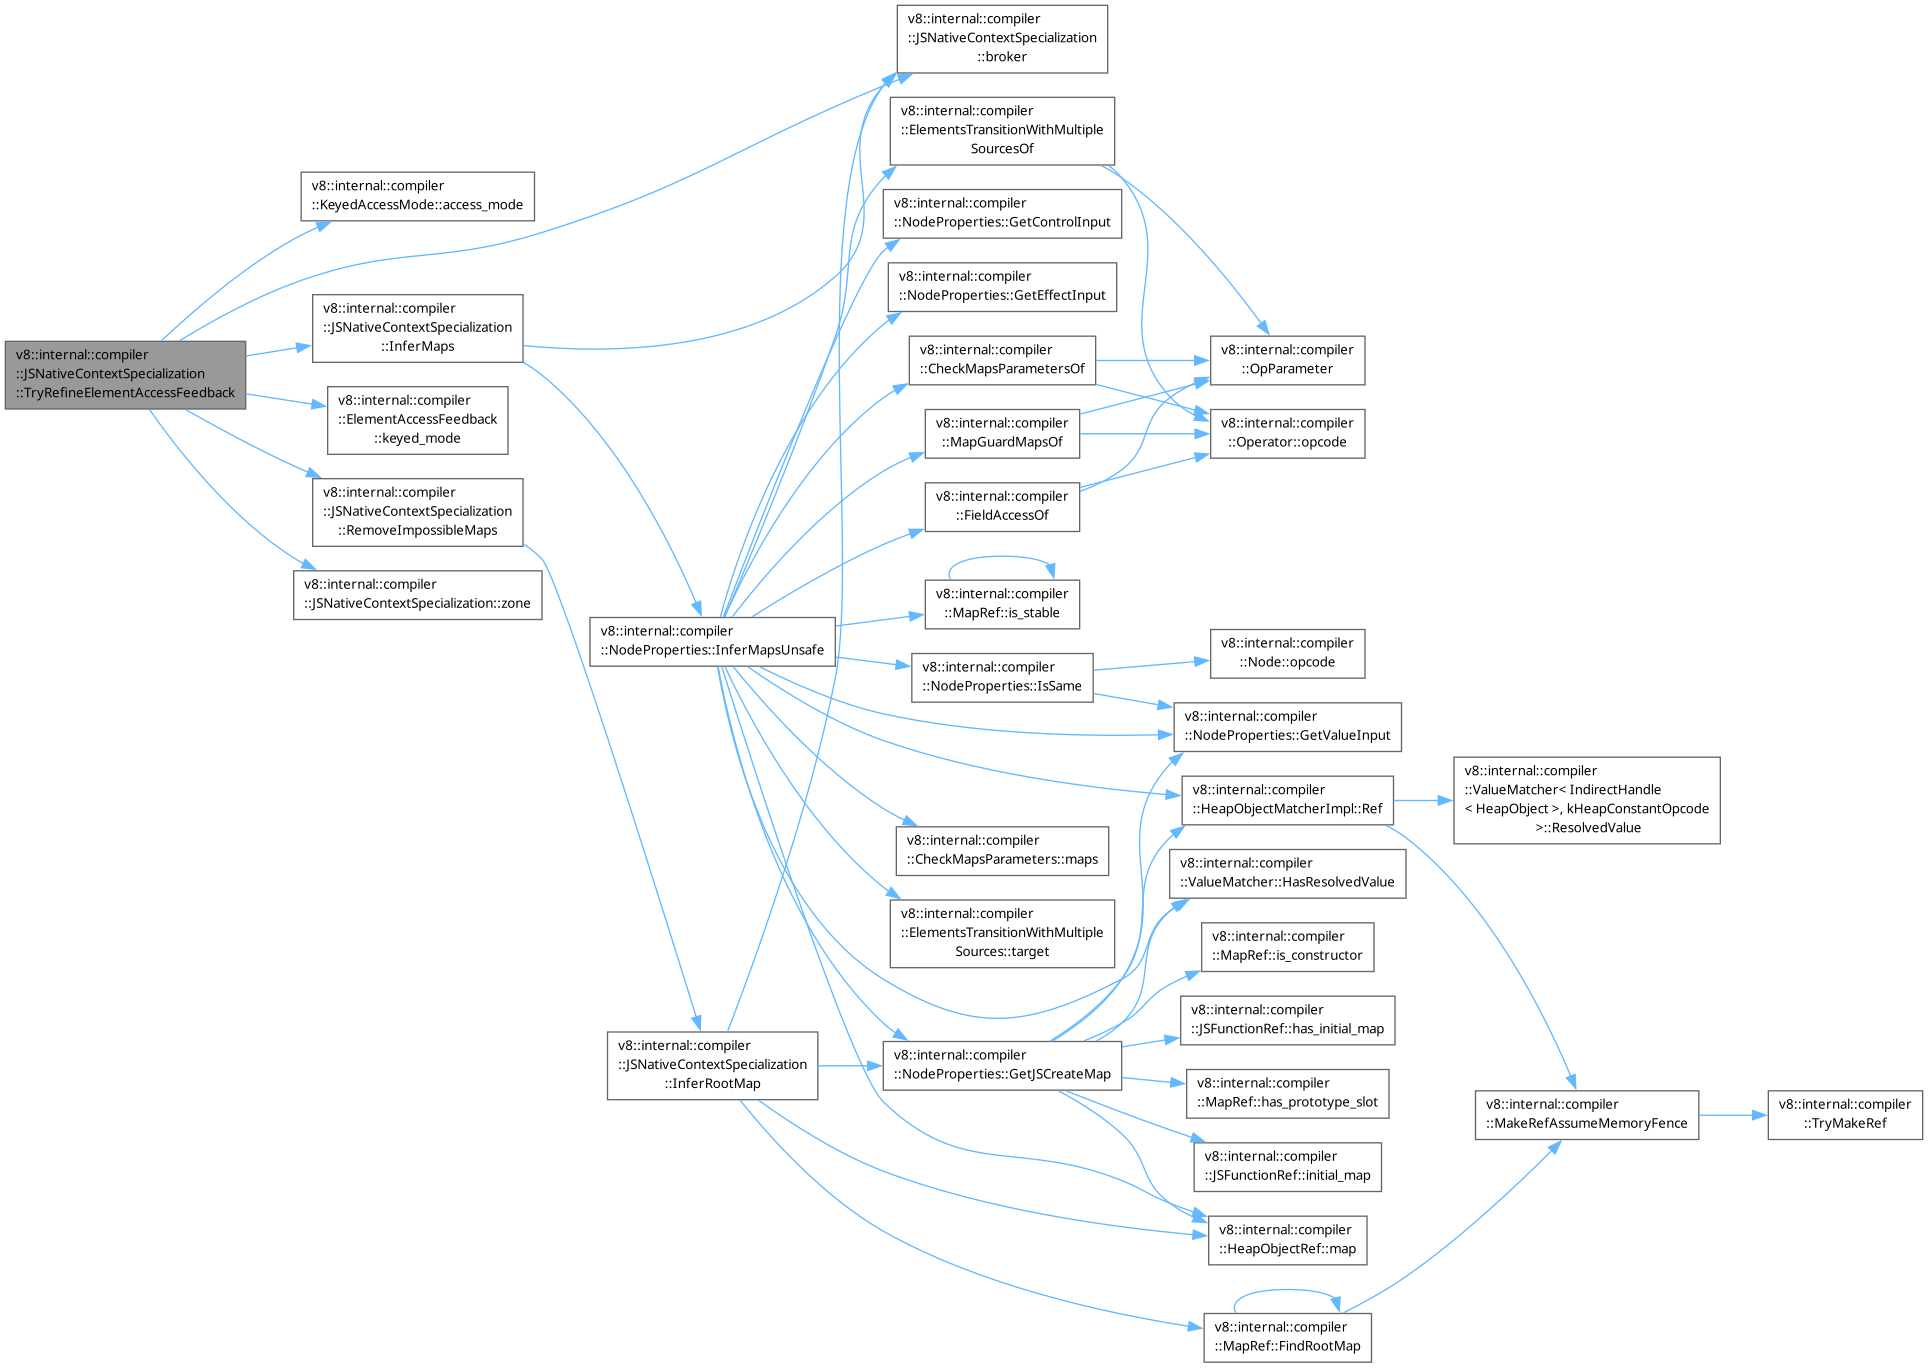 v8::internal::compiler
::JSNativeContextSpecialization
::TryRefineElementAccessFeedback
v8::internal::compiler
::KeyedAccessMode::access_mode
v8::internal::compiler
::JSNativeContextSpecialization
::InferMaps
v8::internal::compiler
::ElementAccessFeedback
::keyed_mode
v8::internal::compiler
::JSNativeContextSpecialization
::RemoveImpossibleMaps
v8::internal::compiler
::JSNativeContextSpecialization::zone
v8::internal::compiler
::NodeProperties::InferMapsUnsafe
v8::internal::compiler
::JSNativeContextSpecialization
::InferRootMap
v8::internal::compiler
::JSNativeContextSpecialization
::broker
v8::internal::compiler
::ElementsTransitionWithMultiple
SourcesOf
v8::internal::compiler
::NodeProperties::GetControlInput
v8::internal::compiler
::NodeProperties::GetEffectInput
v8::internal::compiler
::CheckMapsParametersOf
v8::internal::compiler
::MapGuardMapsOf
v8::internal::compiler
::FieldAccessOf
v8::internal::compiler
::MapRef::is_stable
v8::internal::compiler
::NodeProperties::IsSame
v8::internal::compiler
::CheckMapsParameters::maps
v8::internal::compiler
::ElementsTransitionWithMultiple
Sources::target
v8::internal::compiler
::NodeProperties::GetJSCreateMap
v8::internal::compiler
::OpParameter
v8::internal::compiler
::Operator::opcode
v8::internal::compiler
::Node::opcode
v8::internal::compiler
::NodeProperties::GetValueInput
v8::internal::compiler
::HeapObjectMatcherImpl::Ref
v8::internal::compiler
::ValueMatcher::HasResolvedValue
v8::internal::compiler
::MapRef::is_constructor
v8::internal::compiler
::JSFunctionRef::has_initial_map
v8::internal::compiler
::MapRef::has_prototype_slot
v8::internal::compiler
::JSFunctionRef::initial_map
v8::internal::compiler
::HeapObjectRef::map
v8::internal::compiler
::MapRef::FindRootMap
v8::internal::compiler
::ValueMatcher< IndirectHandle
< HeapObject >, kHeapConstantOpcode
>::ResolvedValue
v8::internal::compiler
::MakeRefAssumeMemoryFence
v8::internal::compiler
::TryMakeRef